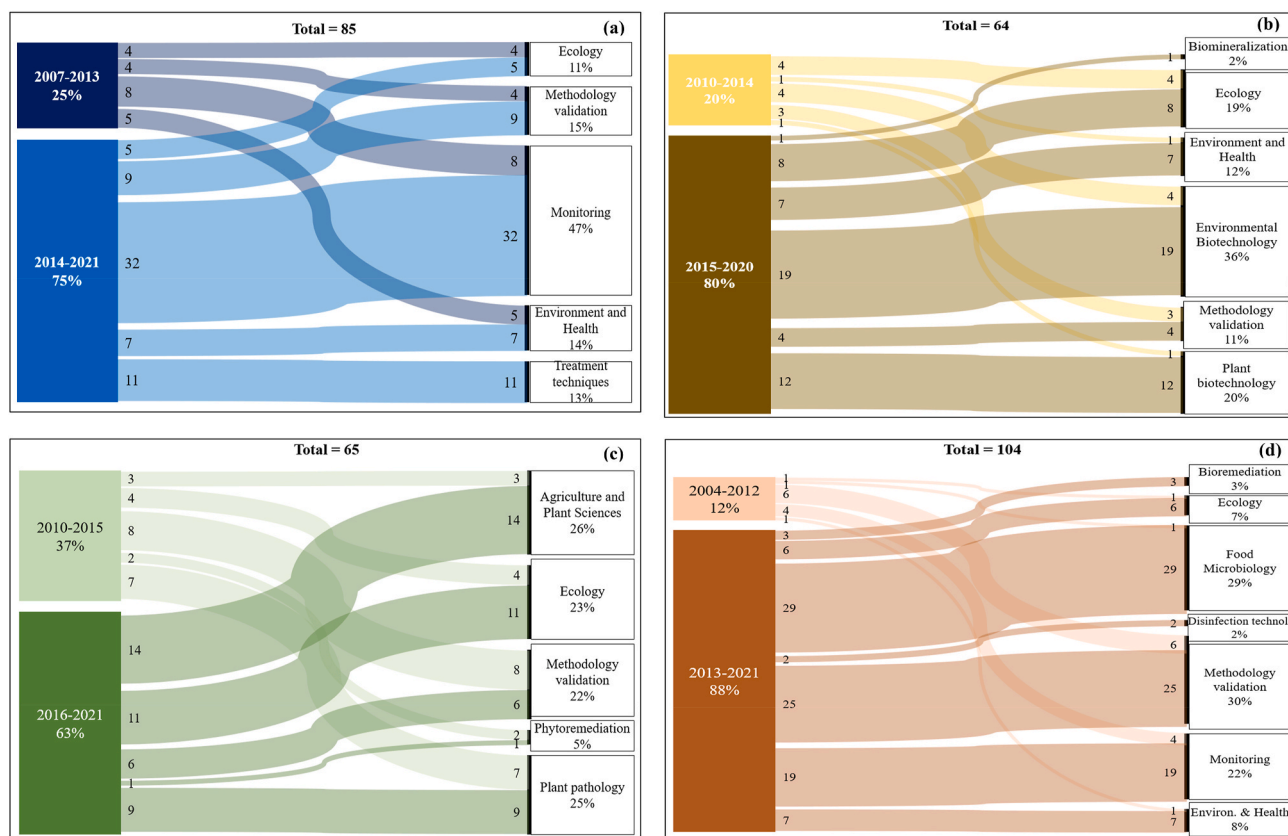 Total = 85
(a)
2007-2013
25%
2014-2021
75%
4
4
8
5
5
9
32
7
11
4
5
4
9
8
32
5
7
11
Ecology
11%
Methodology
validation
15%
Monitoring
47%
Environment and
Health
14%
Treatment
techniques
13%
Total = 64
(b)
2010-2014
20%
2015-2020
80%
4
1
4
3
1
1
8
7
19
4
12
1
4
8
1
7
4
19
3
4
1
12
Biomineralization
2%
Ecology
19%
Environment and
Health
12%
Environmental
Biotechnology
36%
Methodology
validation
11%
Plant
biotechnology
20%
Total = 65
(c)
2010-2015
37%
2016-2021
63%
3
4
8
2
7
14
11
6
1
9
3
14
4
11
8
6
2
1
7
9
Agriculture and
Plant Sciences
26%
Ecology
23%
Methodology
validation
22%
Phytoremediation
5%
Plant pathology
25%
Total = 104
(d)
2004-2012
12%
2013-2021
88%
1
1
6
4
1
3
6
29
2
25
19
7
3
1
6
1
29
2
6
25
4
19
1
7
Bioremediation
3%
Ecology
7%
Food
Microbiology
29%
Disinfection technol
2%
Methodology
validation
30%
Monitoring
22%
Environ. & Health
8%